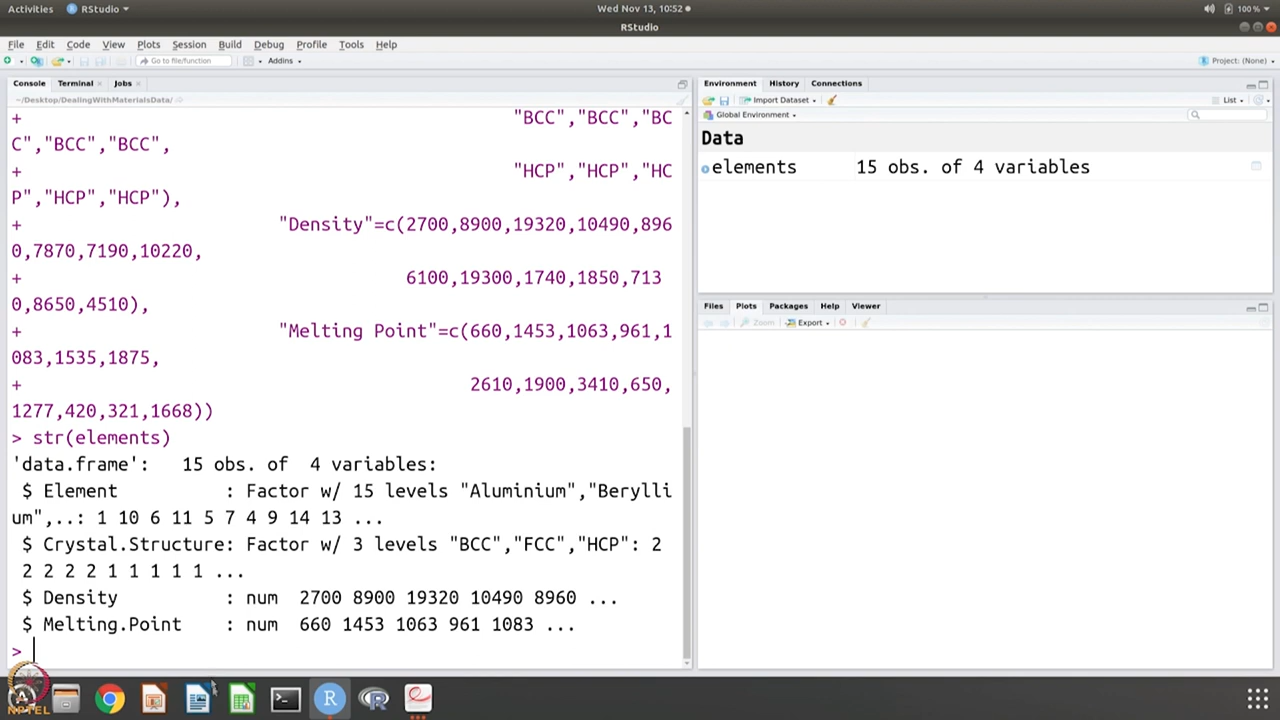 Activities RStudio Wed Nov 13, 10:52 100 %
RStudio
File Edit Code View Plots Session Build Debug Profile Tools Help
Go to file/function Addins Project: (None)
Console Terminal Jobs
~/Desktop/DealingWithMaterialsData/
+ "BCC","BCC","BC
C","BCC","BCC",
+ "HCP","HCP","HC
P","HCP","HCP"),
+ "Density"=c(2700,8900,19320,10490,896
0,7870,7190,10220,
+ 6100,19300,1740,1850,713
0,8650,4510),
+ "Melting Point"=c(660,1453,1063,961,1
083,1535,1875,
+ 2610,1900,3410,650,
1277,420,321,1668))
> str(elements)
'data.frame': 15 obs. of 4 variables:
$ Element : Factor w/ 15 levels "Aluminium","Berylli
um",..: 1 10 6 11 5 7 4 9 14 13 ...
$ Crystal.Structure: Factor w/ 3 levels "BCC","FCC","HCP": 2
2 2 2 2 1 1 1 1 1 ...
$ Density : num 2700 8900 19320 10490 8960 ...
$ Melting.Point : num 660 1453 1063 961 1083 ...
>
Environment History Connections
Import Dataset List
Global Environment
Data
elements 15 obs. of 4 variables
Files Plots Packages Help Viewer
Zoom Export
NPTEL